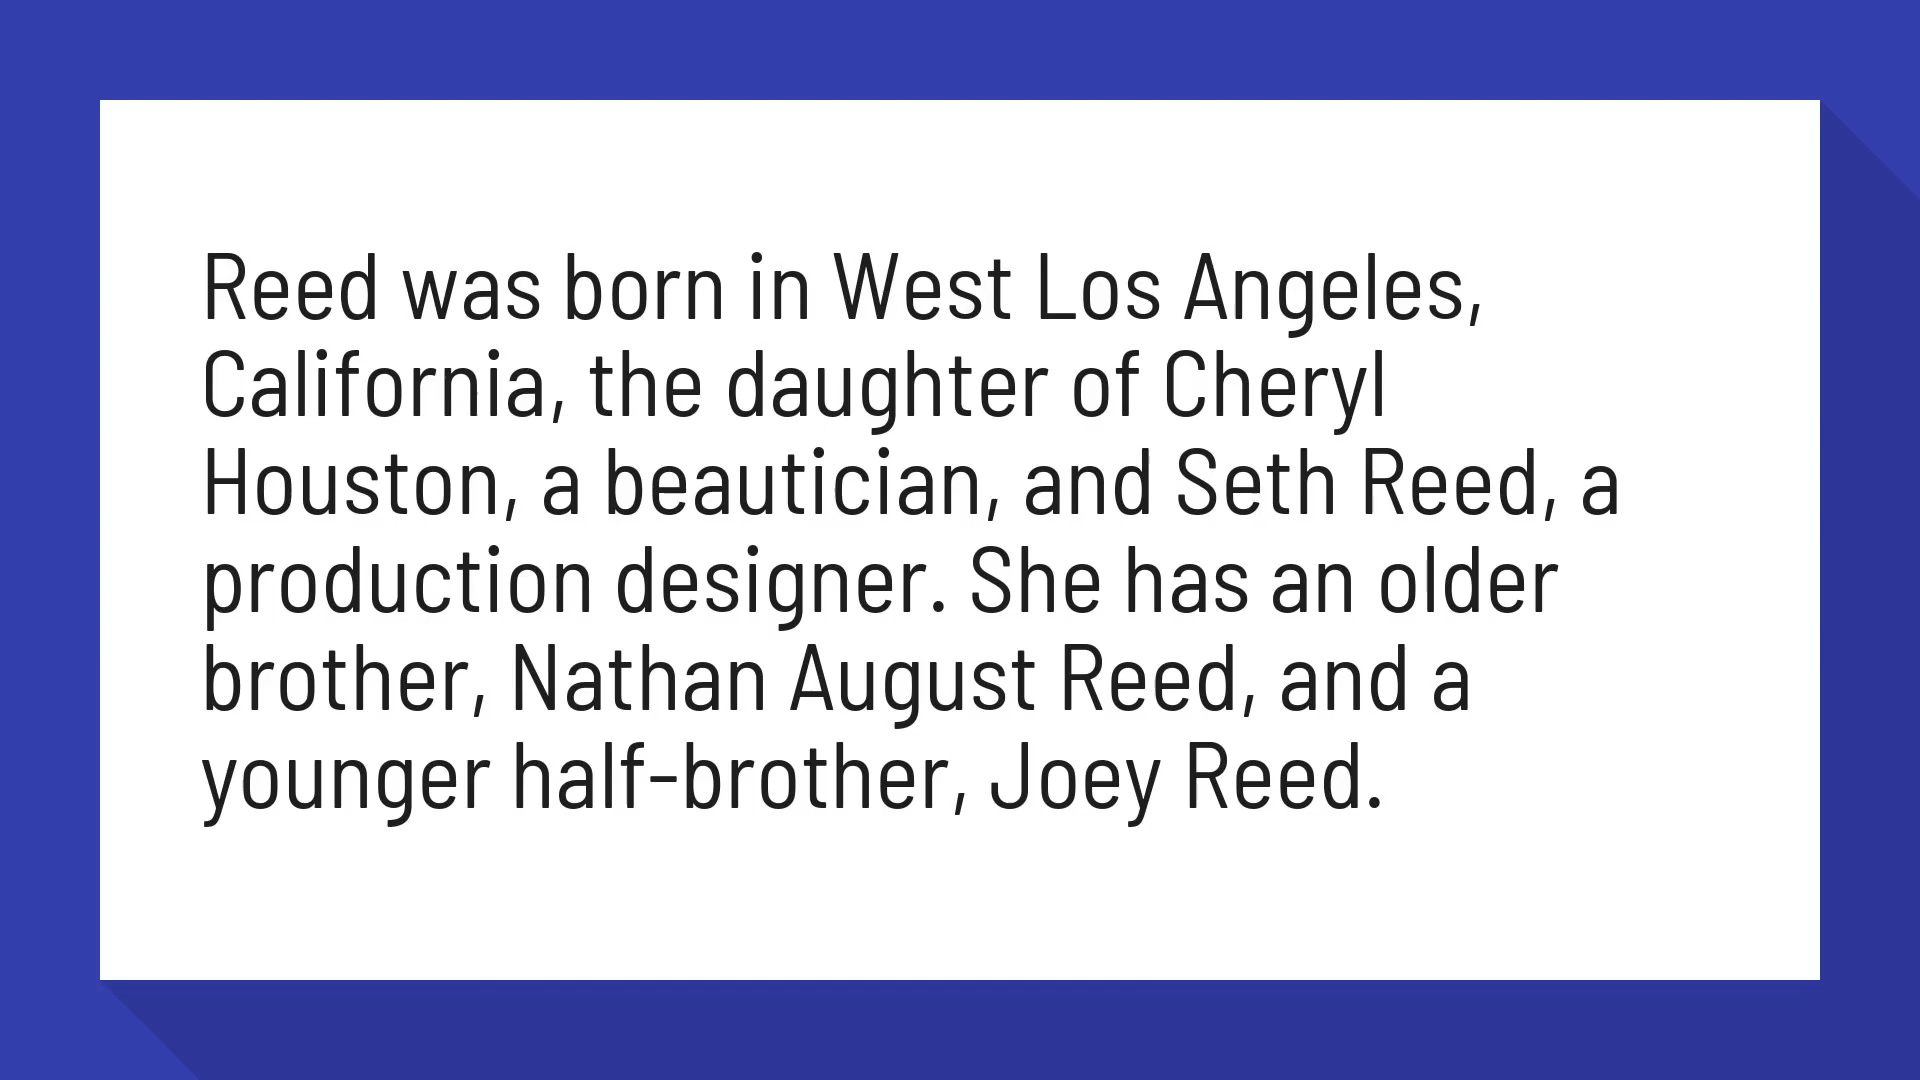 Reed was born in West Los Angeles,
California, the daughter of Cheryl
Houston, a beautician, and Seth Reed, a
production designer. She has an older
brother, Nathan August Reed, and a
younger half-brother, Joey Reed.